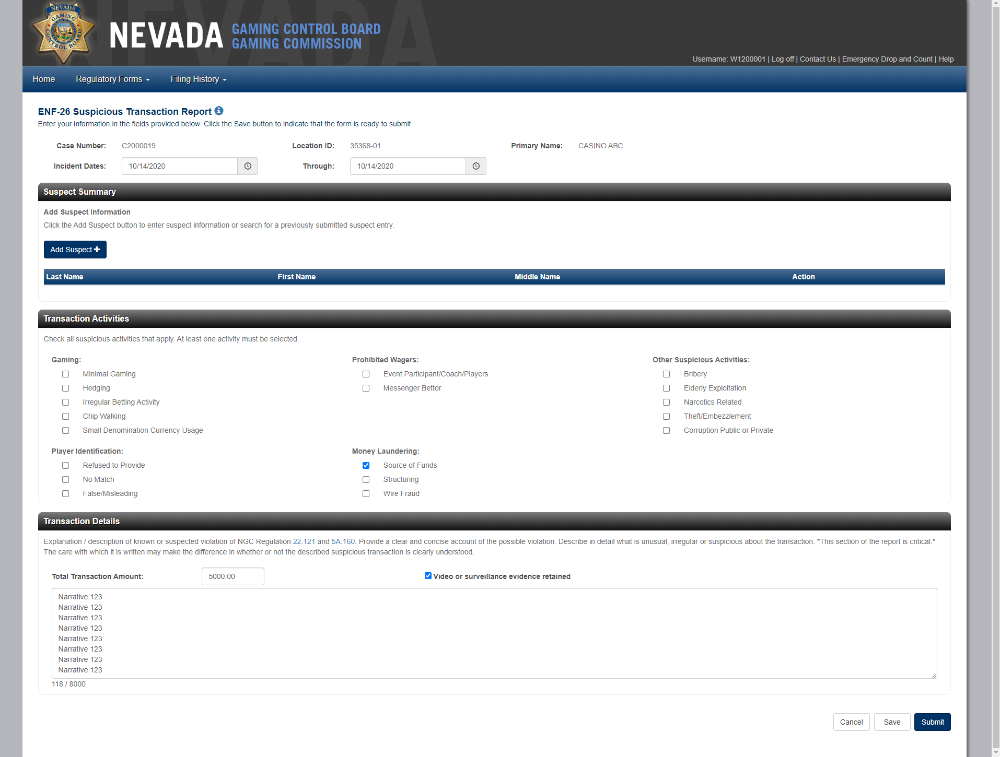 NEVADA
GAMING
CONTROL BOARD
NEVADA
NEVADA GAMING CONTROL BOARD
GAMING COMMISSION
Username: W1200001 | Log off | Contact Us | Emergency Drop and Count | Help
Home Regulatory Forms Filing History
ENF-26 Suspicious Transaction Report
Enter your information in the fields provided below. Click the Save button to indicate that the form is ready to submit.
Case Number: C2000019 Location ID: 35368-01 Primary Name: CASINO ABC
Incident Dates: 10/14/2020 Through: 10/14/2020
Suspect Summary
Add Suspect Information
Click the Add Suspect button to enter suspect information or search for a previously submitted suspect entry.
Add Suspect
Last Name First Name Middle Name Action
Transaction Activities
Check all suspicious activities that apply. At least one activity must be selected.
Gaming: Prohibited Wagers: Other Suspicious Activities:
Minimal Gaming Event Participant/Coach/Players Bribery
Hedging Messenger Bettor Elderly Exploitation
Irregular Betting Activity Narcotics Related
Chip Walking Theft/Embezzlement
Small Denomination Currency Usage Corruption Public or Private
Player Identification: Money Laundering:
Refused to Provide Source of Funds
No Match Structuring
False/Misleading Wire Fraud
Transaction Details
Explanation / description of known or suspected violation of NGC Regulation 22.121 and 5A.160. Provide a clear and concise account of the possible violation. Describe in detail what is unusual, irregular or suspicious about the transaction. *This section of the report is critical.*
The care with which it is written may make the difference in whether or not the described suspicious transaction is clearly understood.
Total Transaction Amount: 5000.00 Video or surveillance evidence retained
Narrative 123
Narrative 123
Narrative 123
Narrative 123
Narrative 123
Narrative 123
Narrative 123
Narrative 123
118 / 8000
Cancel Save Submit